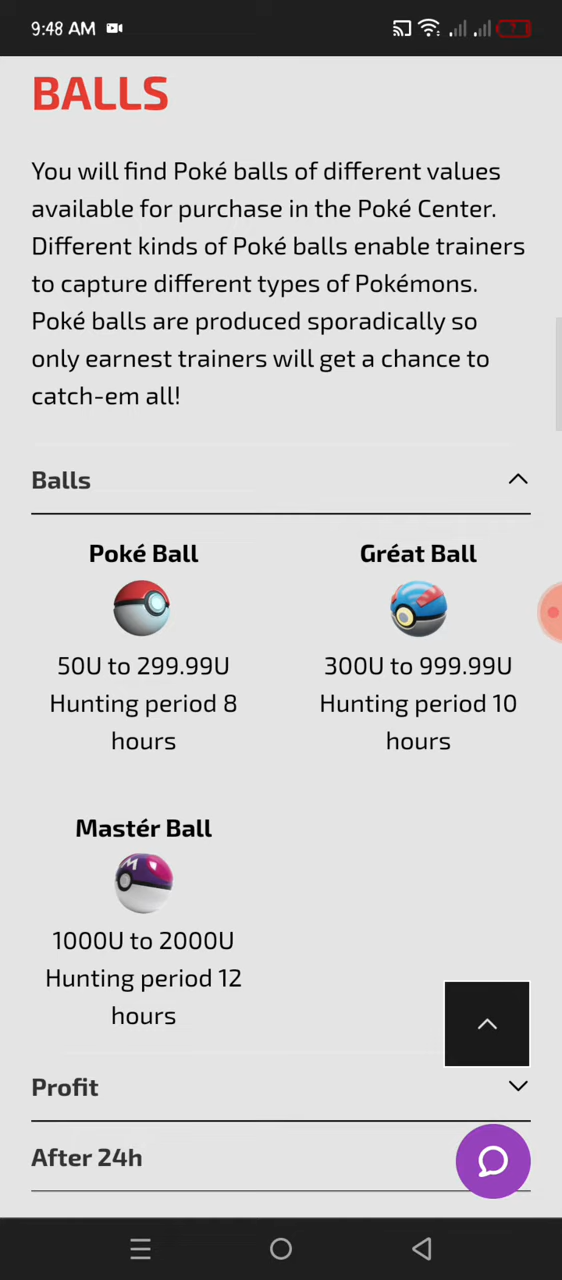 9:48 AM
7
BALLS
You will find Poké balls of different values
available for purchase in the Poké Center.
Different kinds of Poké balls enable trainers
to capture different types of Pokémons.
Poké balls are produced sporadically so
only earnest trainers will get a chance to
catch-em all!
Balls
Poké Ball
50U to 299.99U
Hunting period 8
hours
Gréat Ball
300U to 999.99U
Hunting period 10
hours
Mastér Ball
M
1000U to 2000U
Hunting period 12
hours
Profit
After 24h